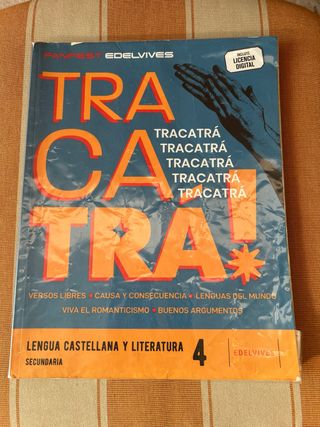 FANFEST EDELVIVES
INCLUYE
LICENCIA
DIGITAL
TRA
CA
TRA!
TRACATRÁ
TRACATRÁ
TRACATRÁ
TRACATRÁ
TRACATRÁ
VERSOS LIBRES • CAUSA Y CONSECUENCIA • LENGUAS DEL MUNDO
VIVA EL ROMANTICISMO • BUENOS ARGUMENTOS
LENGUA CASTELLANA Y LITERATURA 4
SECUNDARIA
EDELVIVES